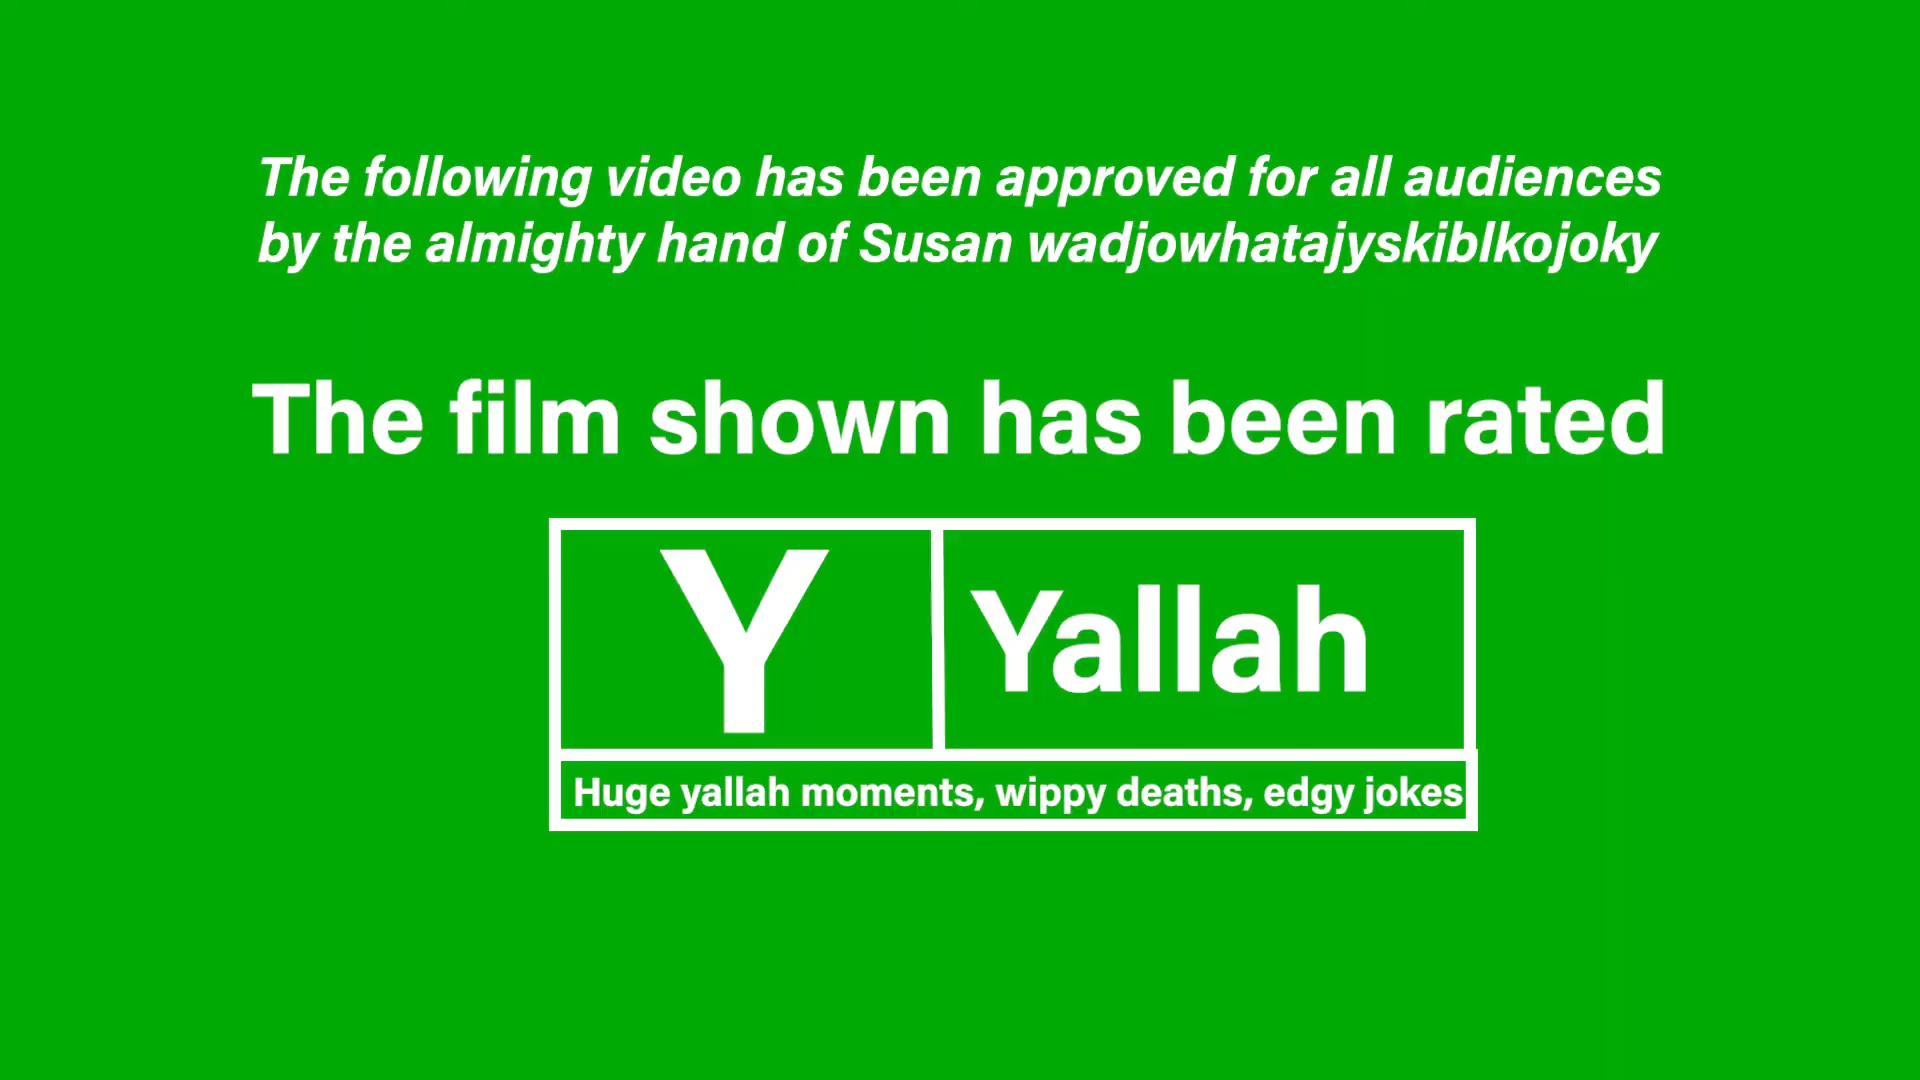 The following video has been approved for all audiences
by the almighty hand of Susan wadjowhatajyskiblkojoky
The film shown has been rated
Y
Yallah
Huge yallah moments, wippy deaths, edgy jokes